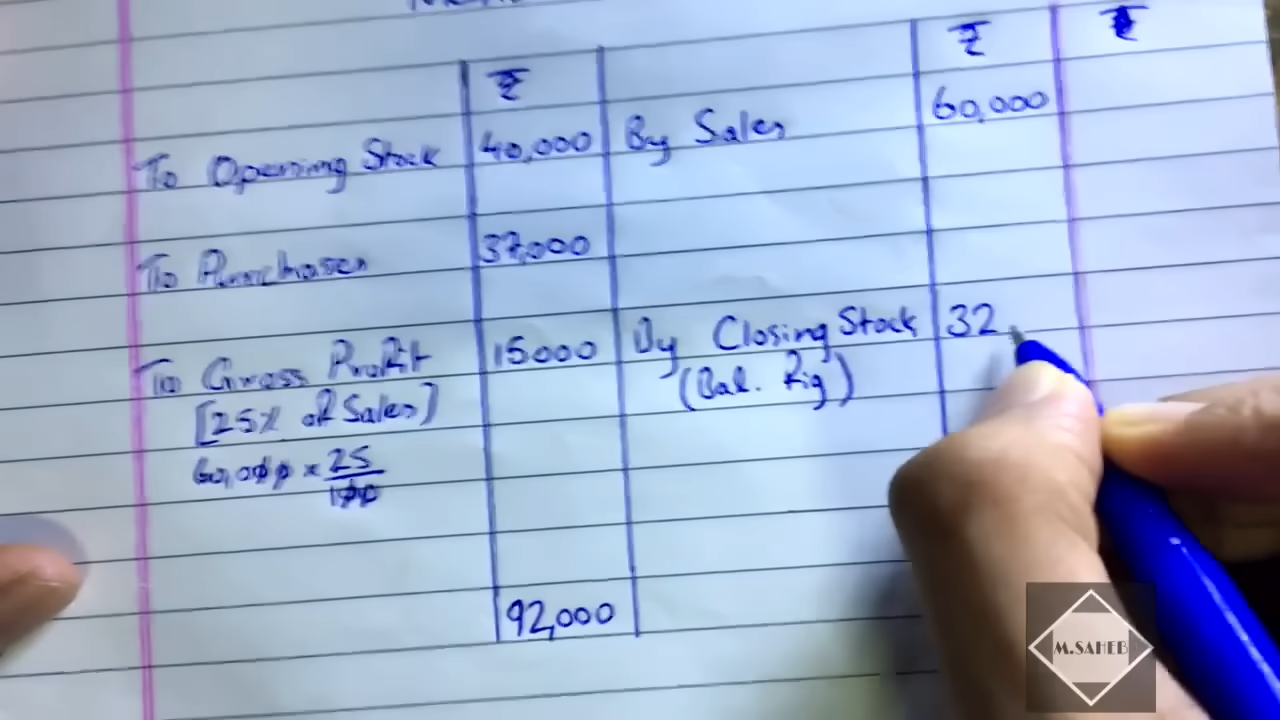 ₹ ₹ ₹
To Opening Stock 40,000 By Sales 60,000
To Purchases 37,000
To Gross Profit 15000 By Closing Stock 32
[25% of Sales] (Bal. Fig)
60,000 × 25/100
92,000
M.SAHEB